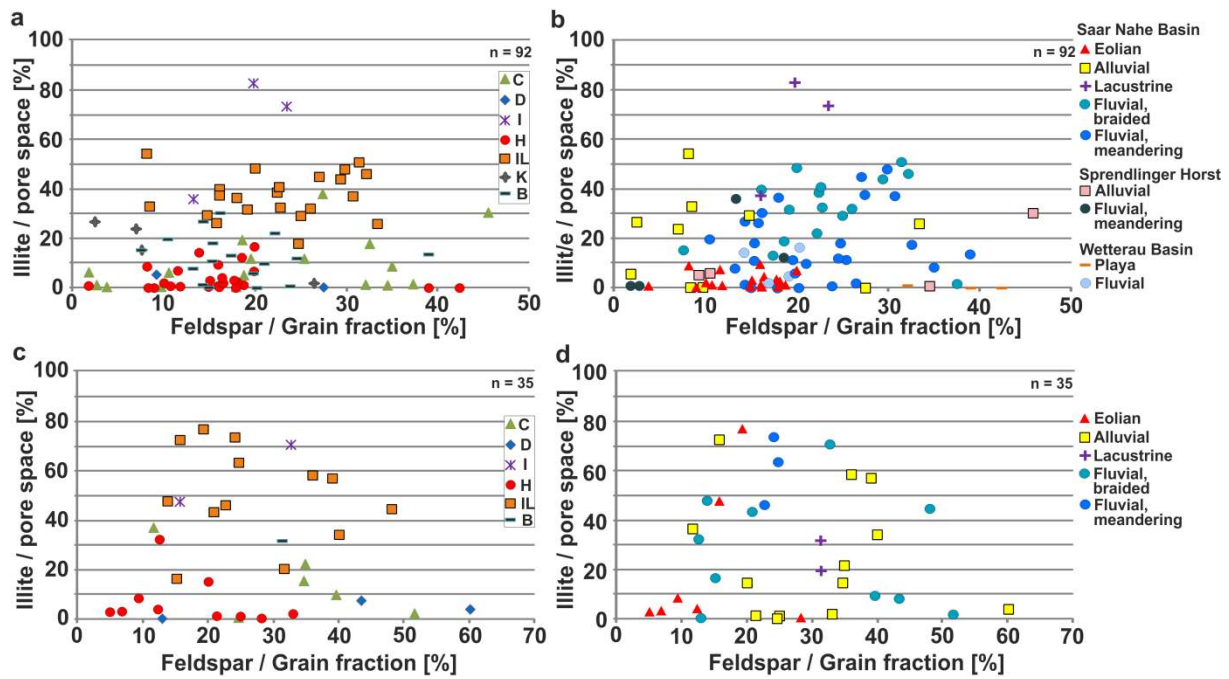 a
Illite / pore space [%]
100
80
60
40
20
0
0 10 20 30 40 50
Feldspar / Grain fraction [%]
n = 92
C
D
I
H
IL
K
B
b
Illit/e / pore space [%]
100
80
60
40
20
0
0 10 20 30 40 50
Feldspar / Grain fraction [%]
n = 92
Saar Nahe Basin
Eolian
Alluvial
Lacustrine
Fluvial,
braided
Fluvial,
meandering
Sprendlinger Horst
Alluvial
Fluvial,
meandering
Wetterau Basin
Playa
Fluvial
c
Illite / pore space [%]
100
80
60
40
20
0
0 10 20 30 40 50 60 70
Feldspar / Grain fraction [%]
n = 35
C
D
I
H
IL
B
d
Illite / pore space [%]
100
80
60
40
20
0
0 10 20 30 40 50 60 70
Feldspar / Grain fraction [%]
n = 35
Eolian
Alluvial
Lacustrine
Fluvial,
braided
Fluvial,
meandering